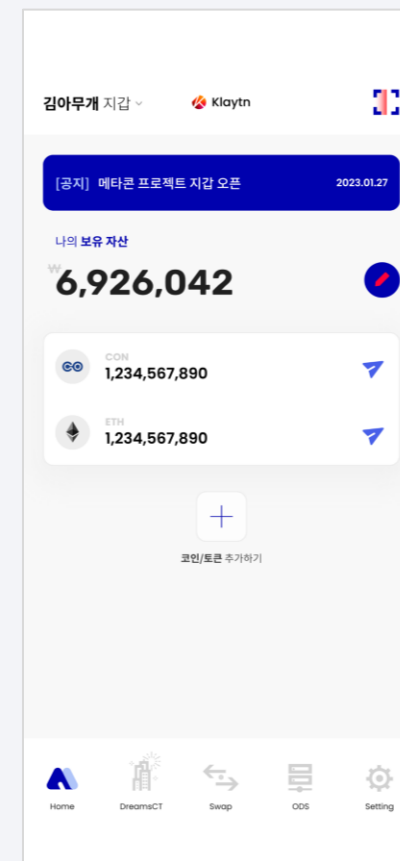 김아무개 지갑
Klaytn
[공지] 메타콘 프로젝트 지갑 오픈 2023.01.27
나의 보유 자산
₩6,926,042
CON
1,234,567,890
ETH
1,234,567,890
코인/토큰 추가하기
Home DreamsCT Swap ODS Setting